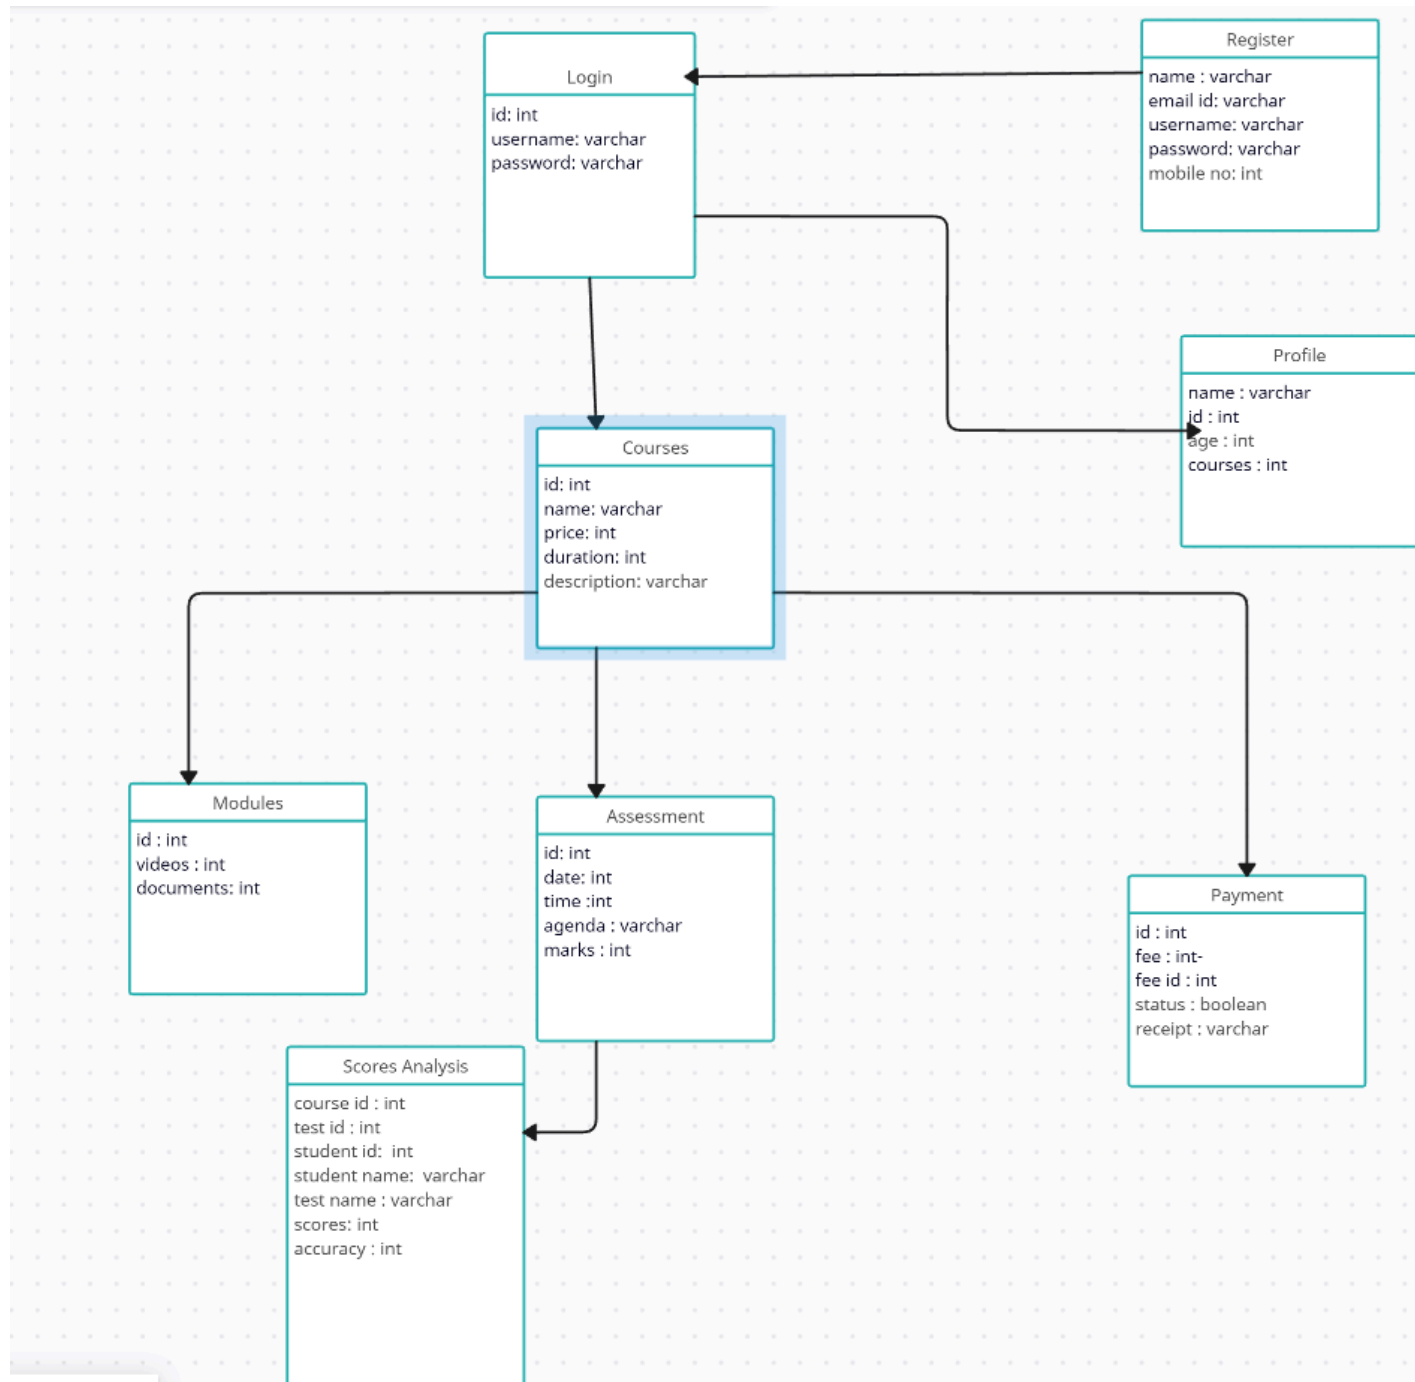 Login
id: int
username: varchar
password: varchar
Register
name : varchar
email id: varchar
username: varchar
password: varchar
mobile no: int
Profile
name : varchar
id : int
age : int
courses : int
Courses
id: int
name: varchar
price: int
duration: int
description: varchar
Modules
id : int
videos : int
documents: int
Assessment
id: int
date: int
time :int
agenda : varchar
marks : int
Payment
id : int
fee : int-
fee id : int
status : boolean
receipt : varchar
Scores Analysis
course id : int
test id : int
student id:  int
student name:  varchar
test name : varchar
scores: int
accuracy : int